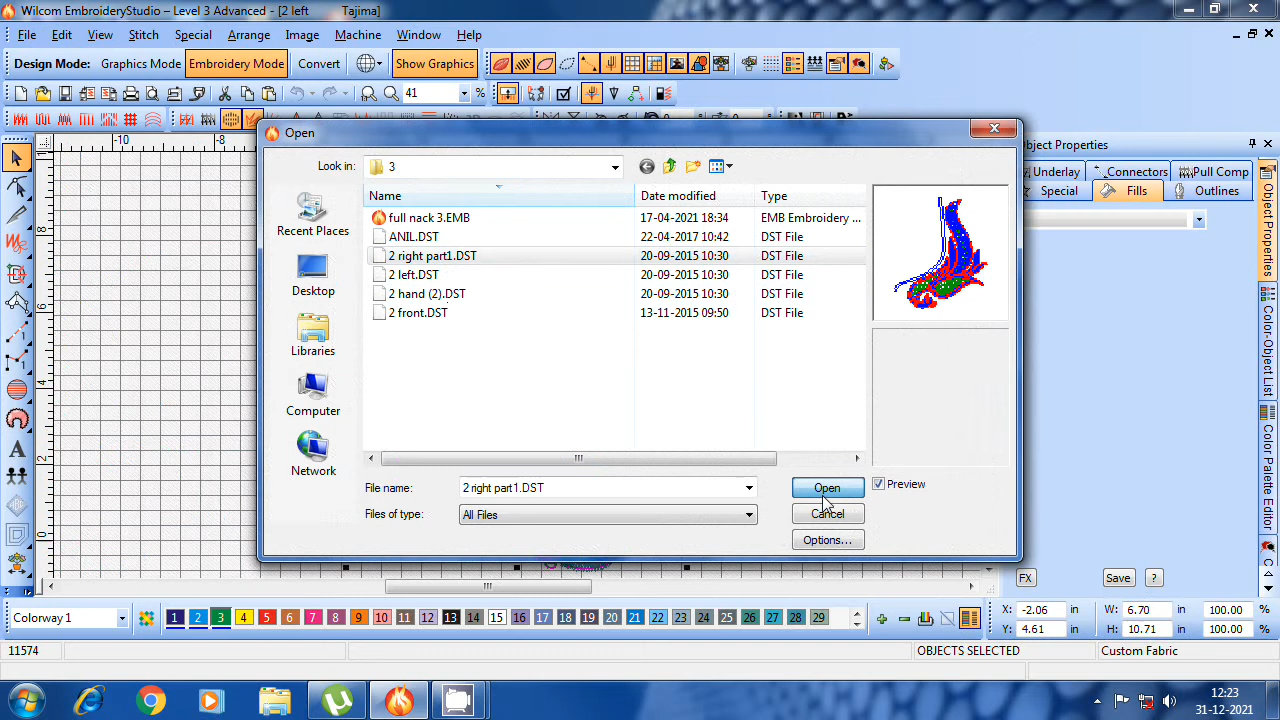 Wilcom EmbroideryStudio – Level 3 Advanced - [2 left Tajima]
File Edit View Stitch Special Arrange Image Machine Window Help
Design Mode: Graphics Mode Embroidery Mode Convert Show Graphics
41 %
-10 -8
Open
Look in: 3
Object Properties
Underlay Connectors Pull Comp
Special Fills Outlines
Name Date modified Type
full nack 3.EMB 17-04-2021 18:34 EMB Embroidery ...
ANIL.DST 22-04-2017 10:42 DST File
2 right part1.DST 20-09-2015 10:30 DST File
2 left.DST 20-09-2015 10:30 DST File
2 hand (2).DST 20-09-2015 10:30 DST File
2 front.DST 13-11-2015 09:50 DST File
Recent Places
Desktop
Libraries
Computer
Network
File name: 2 right part1.DST Open Preview
Files of type: All Files Cancel
Options...
Object Properties
Object List
Color Palette Editor
FX Save ?
Colorway 1 1 2 3 4 5 6 7 8 9 10 11 12 13 14 15 16 17 18 19 20 21 22 23 24 25 26 27 28 29
X: -2.06 in W: 6.70 in 100.00 %
Y: 4.61 in H: 10.71 in 100.00 %
11574 OBJECTS SELECTED Custom Fabric
12:23
31-12-2021